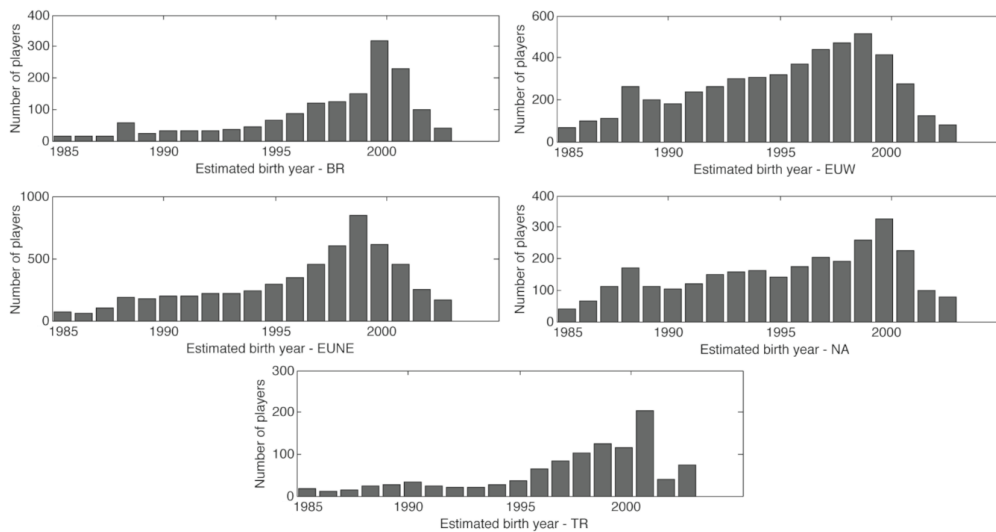 400
300
200
100
0
Number of players
1985 1990 1995 2000
Estimated birth year - BR
600
400
200
0
Number of players
1985 1990 1995 2000
Estimated birth year - EUW
1000
500
0
Number of players
1985 1990 1995 2000
Estimated birth year - EUNE
400
300
200
100
0
Number of players
1985 1990 1995 2000
Estimated birth year - NA
300
200
100
0
Number of players
1985 1990 1995 2000
Estimated birth year - TR